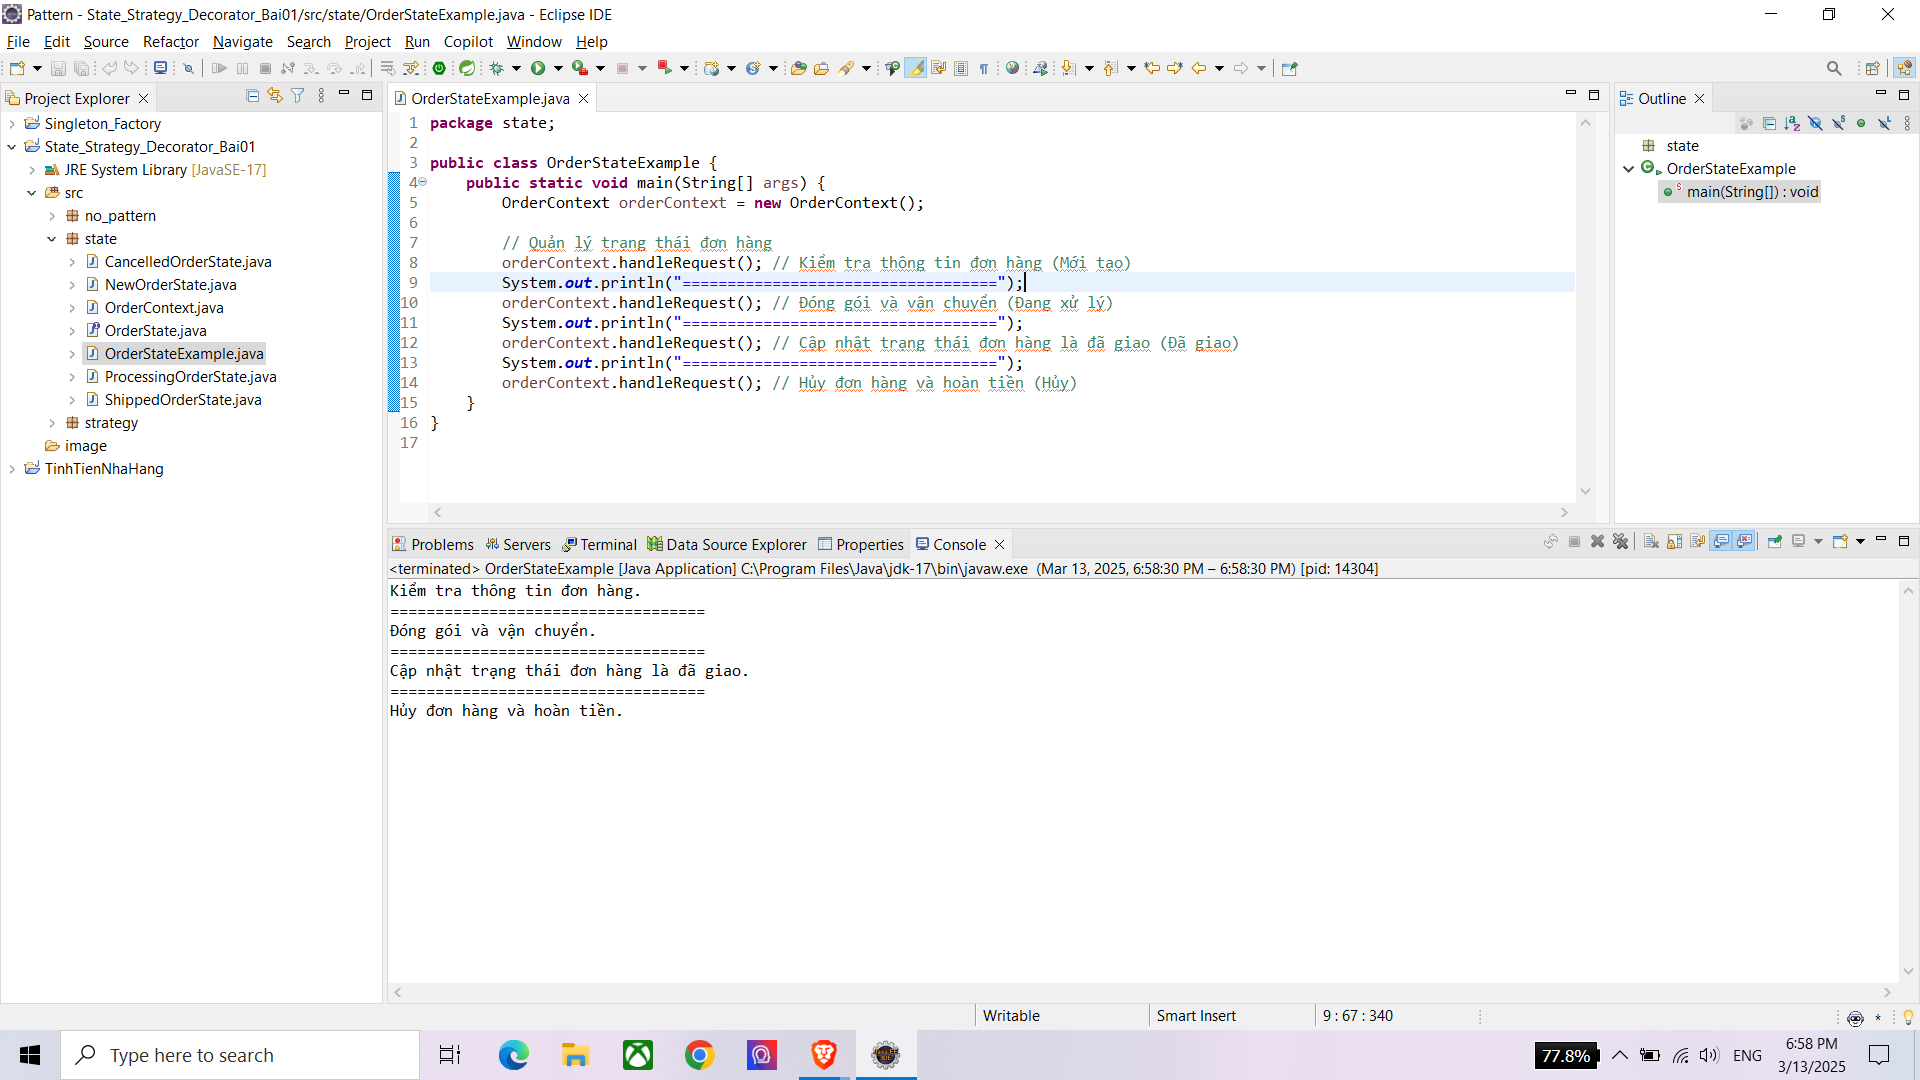 Pattern - State_Strategy_Decorator_Bai01/src/state/OrderStateExample.java - Eclipse IDE
File Edit Source Refactor Navigate Search Project Run Copilot Window Help
Project Explorer
Singleton_Factory
State_Strategy_Decorator_Bai01
JRE System Library [JavaSE-17]
src
no_pattern
state
CancelledOrderState.java
NewOrderState.java
OrderContext.java
OrderState.java
OrderStateExample.java
ProcessingOrderState.java
ShippedOrderState.java
strategy
image
TinhTienNhaHang
OrderStateExample.java
1 package state;
2
3 public class OrderStateExample {
4 public static void main(String[] args) {
5 OrderContext orderContext = new OrderContext();
6
7 // Quản lý trạng thái đơn hàng
8 orderContext.handleRequest(); // Kiểm tra thông tin đơn hàng (Mới tạo)
9 System.out.println("===================================");
10 orderContext.handleRequest(); // Đóng gói và vận chuyển (Đang xử lý)
11 System.out.println("===================================");
12 orderContext.handleRequest(); // Cập nhật trạng thái đơn hàng là đã giao (Đã giao)
13 System.out.println("===================================");
14 orderContext.handleRequest(); // Hủy đơn hàng và hoàn tiền (Hủy)
15 }
16 }
17
Outline
state
OrderStateExample
main(String[]) : void
Problems Servers Terminal Data Source Explorer Properties Console
<terminated> OrderStateExample [Java Application] C:\Program Files\Java\jdk-17\bin\javaw.exe (Mar 13, 2025, 6:58:30 PM – 6:58:30 PM) [pid: 14304]
Kiểm tra thông tin đơn hàng.
===================================
Đóng gói và vận chuyển.
===================================
Cập nhật trạng thái đơn hàng là đã giao.
===================================
Hủy đơn hàng và hoàn tiền.
Writable Smart Insert 9 : 67 : 340
Type here to search
77.8%
ENG
6:58 PM
3/13/2025